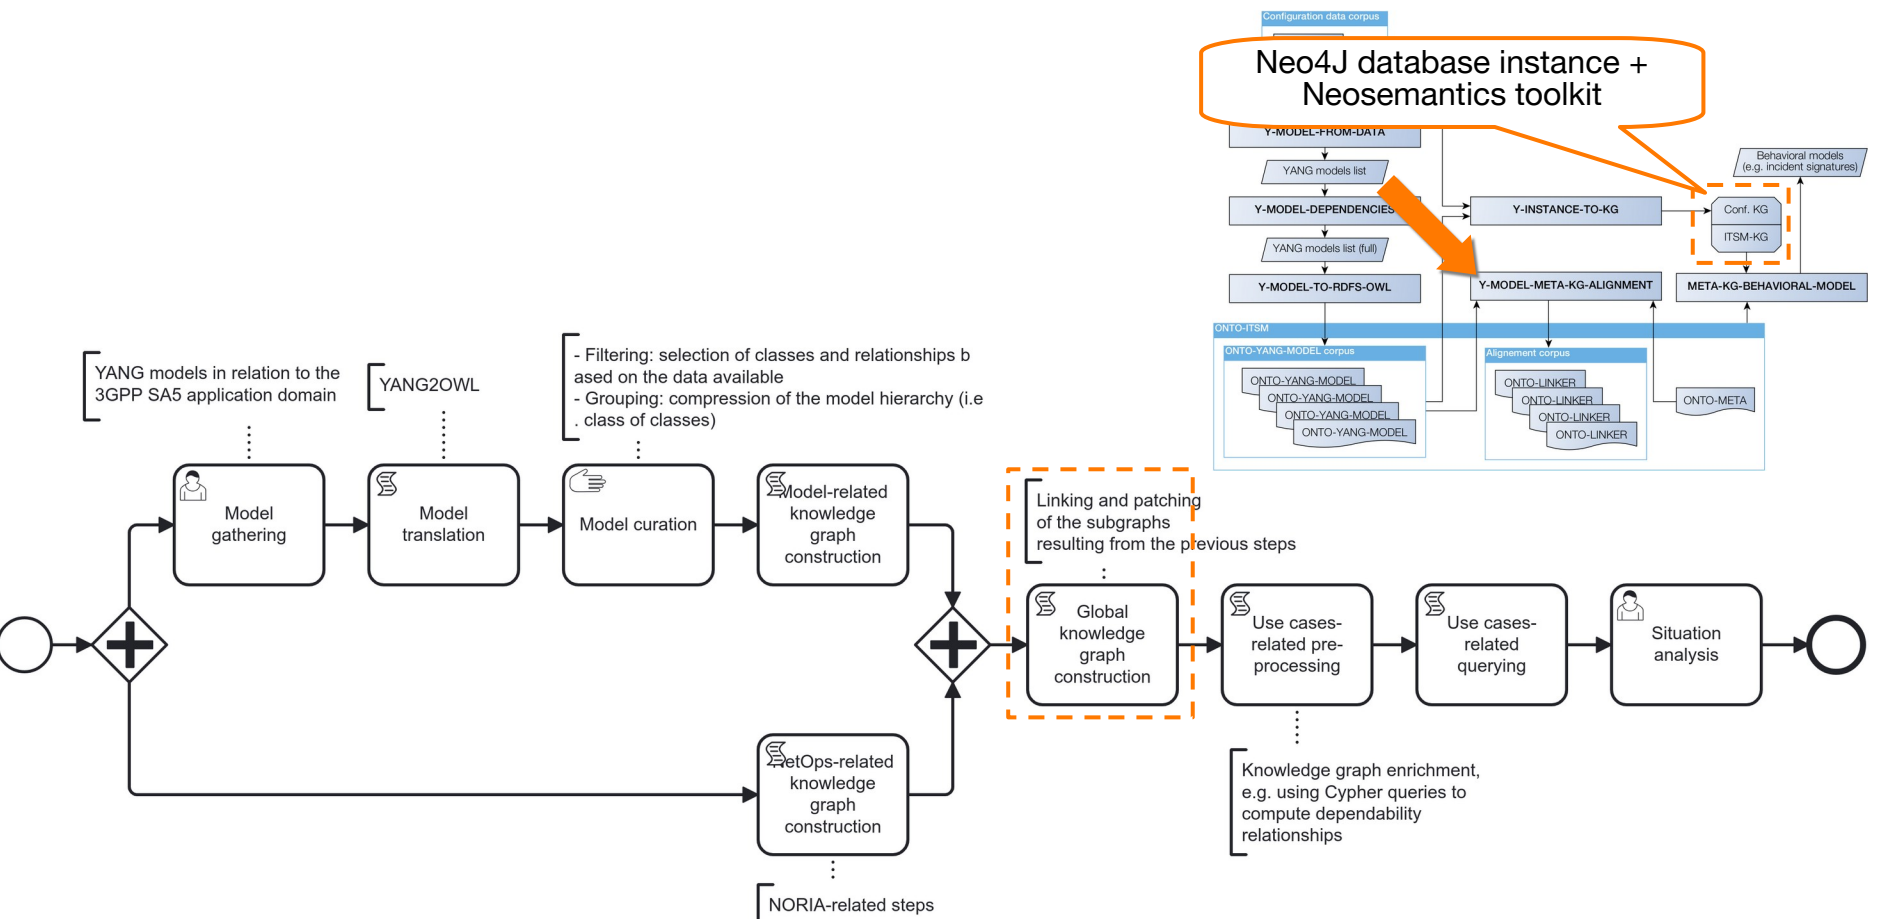 Configuration data corpus
Neo4J database instance +
Neosemantics toolkit
Y-MODEL-FROM-DATA
YANG models list
Y-MODEL-DEPENDENCIES
YANG models list (full)
Y-MODEL-TO-RDFS-OWL
Y-INSTANCE-TO-KG
Y-MODEL-META-KG-ALIGNMENT
Behavioral models
(e.g. incident signatures)
Conf. KG
ITSM-KG
META-KG-BEHAVIORAL-MODEL
ONTO-ITSM
ONTO-YANG-MODEL corpus
ONTO-YANG-MODEL
ONTO-YANG-MODEL
ONTO-YANG-MODEL
ONTO-YANG-MODEL
Alignement corpus
ONTO-LINKER
ONTO-LINKER
ONTO-LINKER
ONTO-LINKER
ONTO-META
YANG models in relation to the
3GPP SA5 application domain
YANG2OWL
- Filtering: selection of classes and relationships b
ased on the data available
- Grouping: compression of the model hierarchy (i.e
. class of classes)
Model
gathering
Model
translation
Model curation
Model-related
knowledge
graph
construction
Linking and patching
of the subgraphs
resulting from the previous steps
Global
knowledge
graph
construction
Use cases-
related pre-
processing
Use cases-
related
querying
Situation
analysis
NetOps-related
knowledge
graph
construction
NORIA-related steps
Knowledge graph enrichment,
e.g. using Cypher queries to
compute dependability
relationships